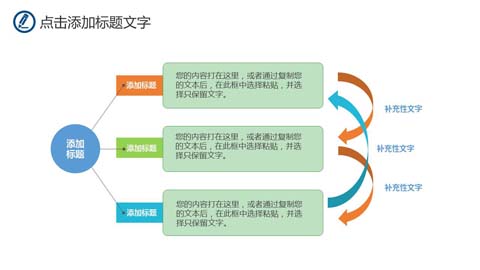 点击添加标题文字
添加
标题
添加标题
您的内容打在这里，或者通过复制您
的文本后，在此框中选择粘贴，并选
择只保留文字。
补充性文字
添加标题
您的内容打在这里，或者通过复制您
的文本后，在此框中选择粘贴，并选
择只保留文字。
补充性文字
添加标题
您的内容打在这里，或者通过复制您
的文本后，在此框中选择粘贴，并选
择只保留文字。
补充性文字